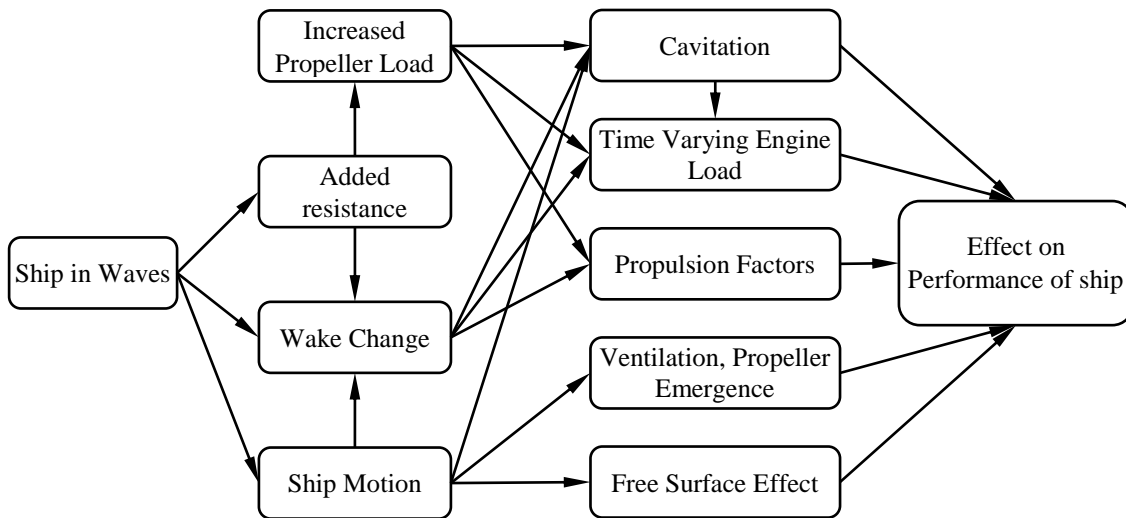 Increased
Propeller Load
Cavitation
Time Varying Engine
Load
Added
resistance
Ship in Waves
Propulsion Factors
Effect on
Performance of ship
Wake Change
Ventilation, Propeller
Emergence
Ship Motion
Free Surface Effect